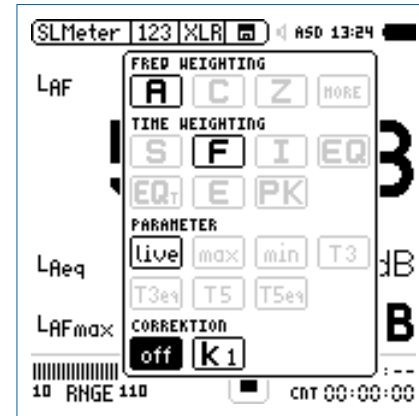 SLMeter 123 XLR ASD 13:24
LAF
FREQ WEIGHTING
A C Z MORE
TIME WEIGHTING
S F I EQ
EQT E PK
PARAMETER
live max min T3
T3eq T5 T5eq
LAeq dB
LAFmax B
CORREKTION
off k1
10 RNGE 110 CNT 00:00:00